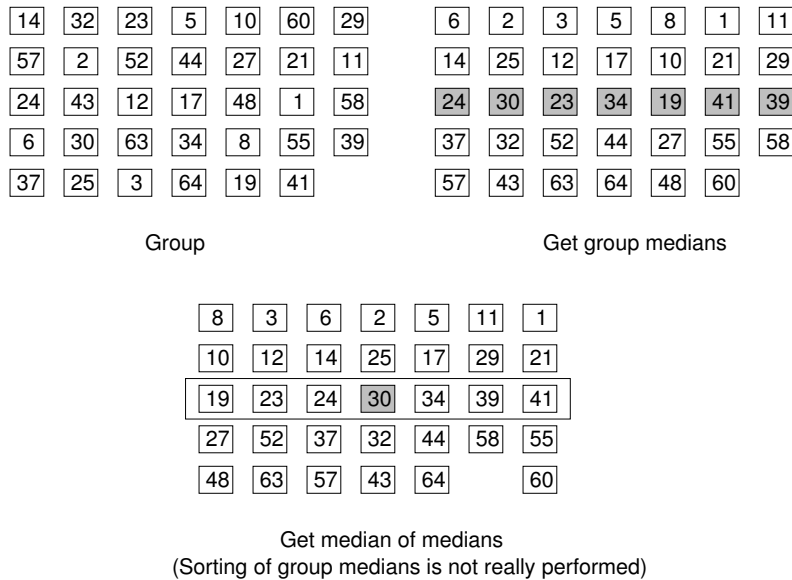 14 32 23 5 10 60 29
57 2 52 44 27 21 11
24 43 12 17 48 1 58
6 30 63 34 8 55 39
37 25 3 64 19 41
Group
6 2 3 5 8 1 11
14 25 12 17 10 21 29
24 30 23 34 19 41 39
37 32 52 44 27 55 58
57 43 63 64 48 60
Get group medians
8 3 6 2 5 11 1
10 12 14 25 17 29 21
19 23 24 30 34 39 41
27 52 37 32 44 58 55
48 63 57 43 64 60
Get median of medians
(Sorting of group medians is not really performed)